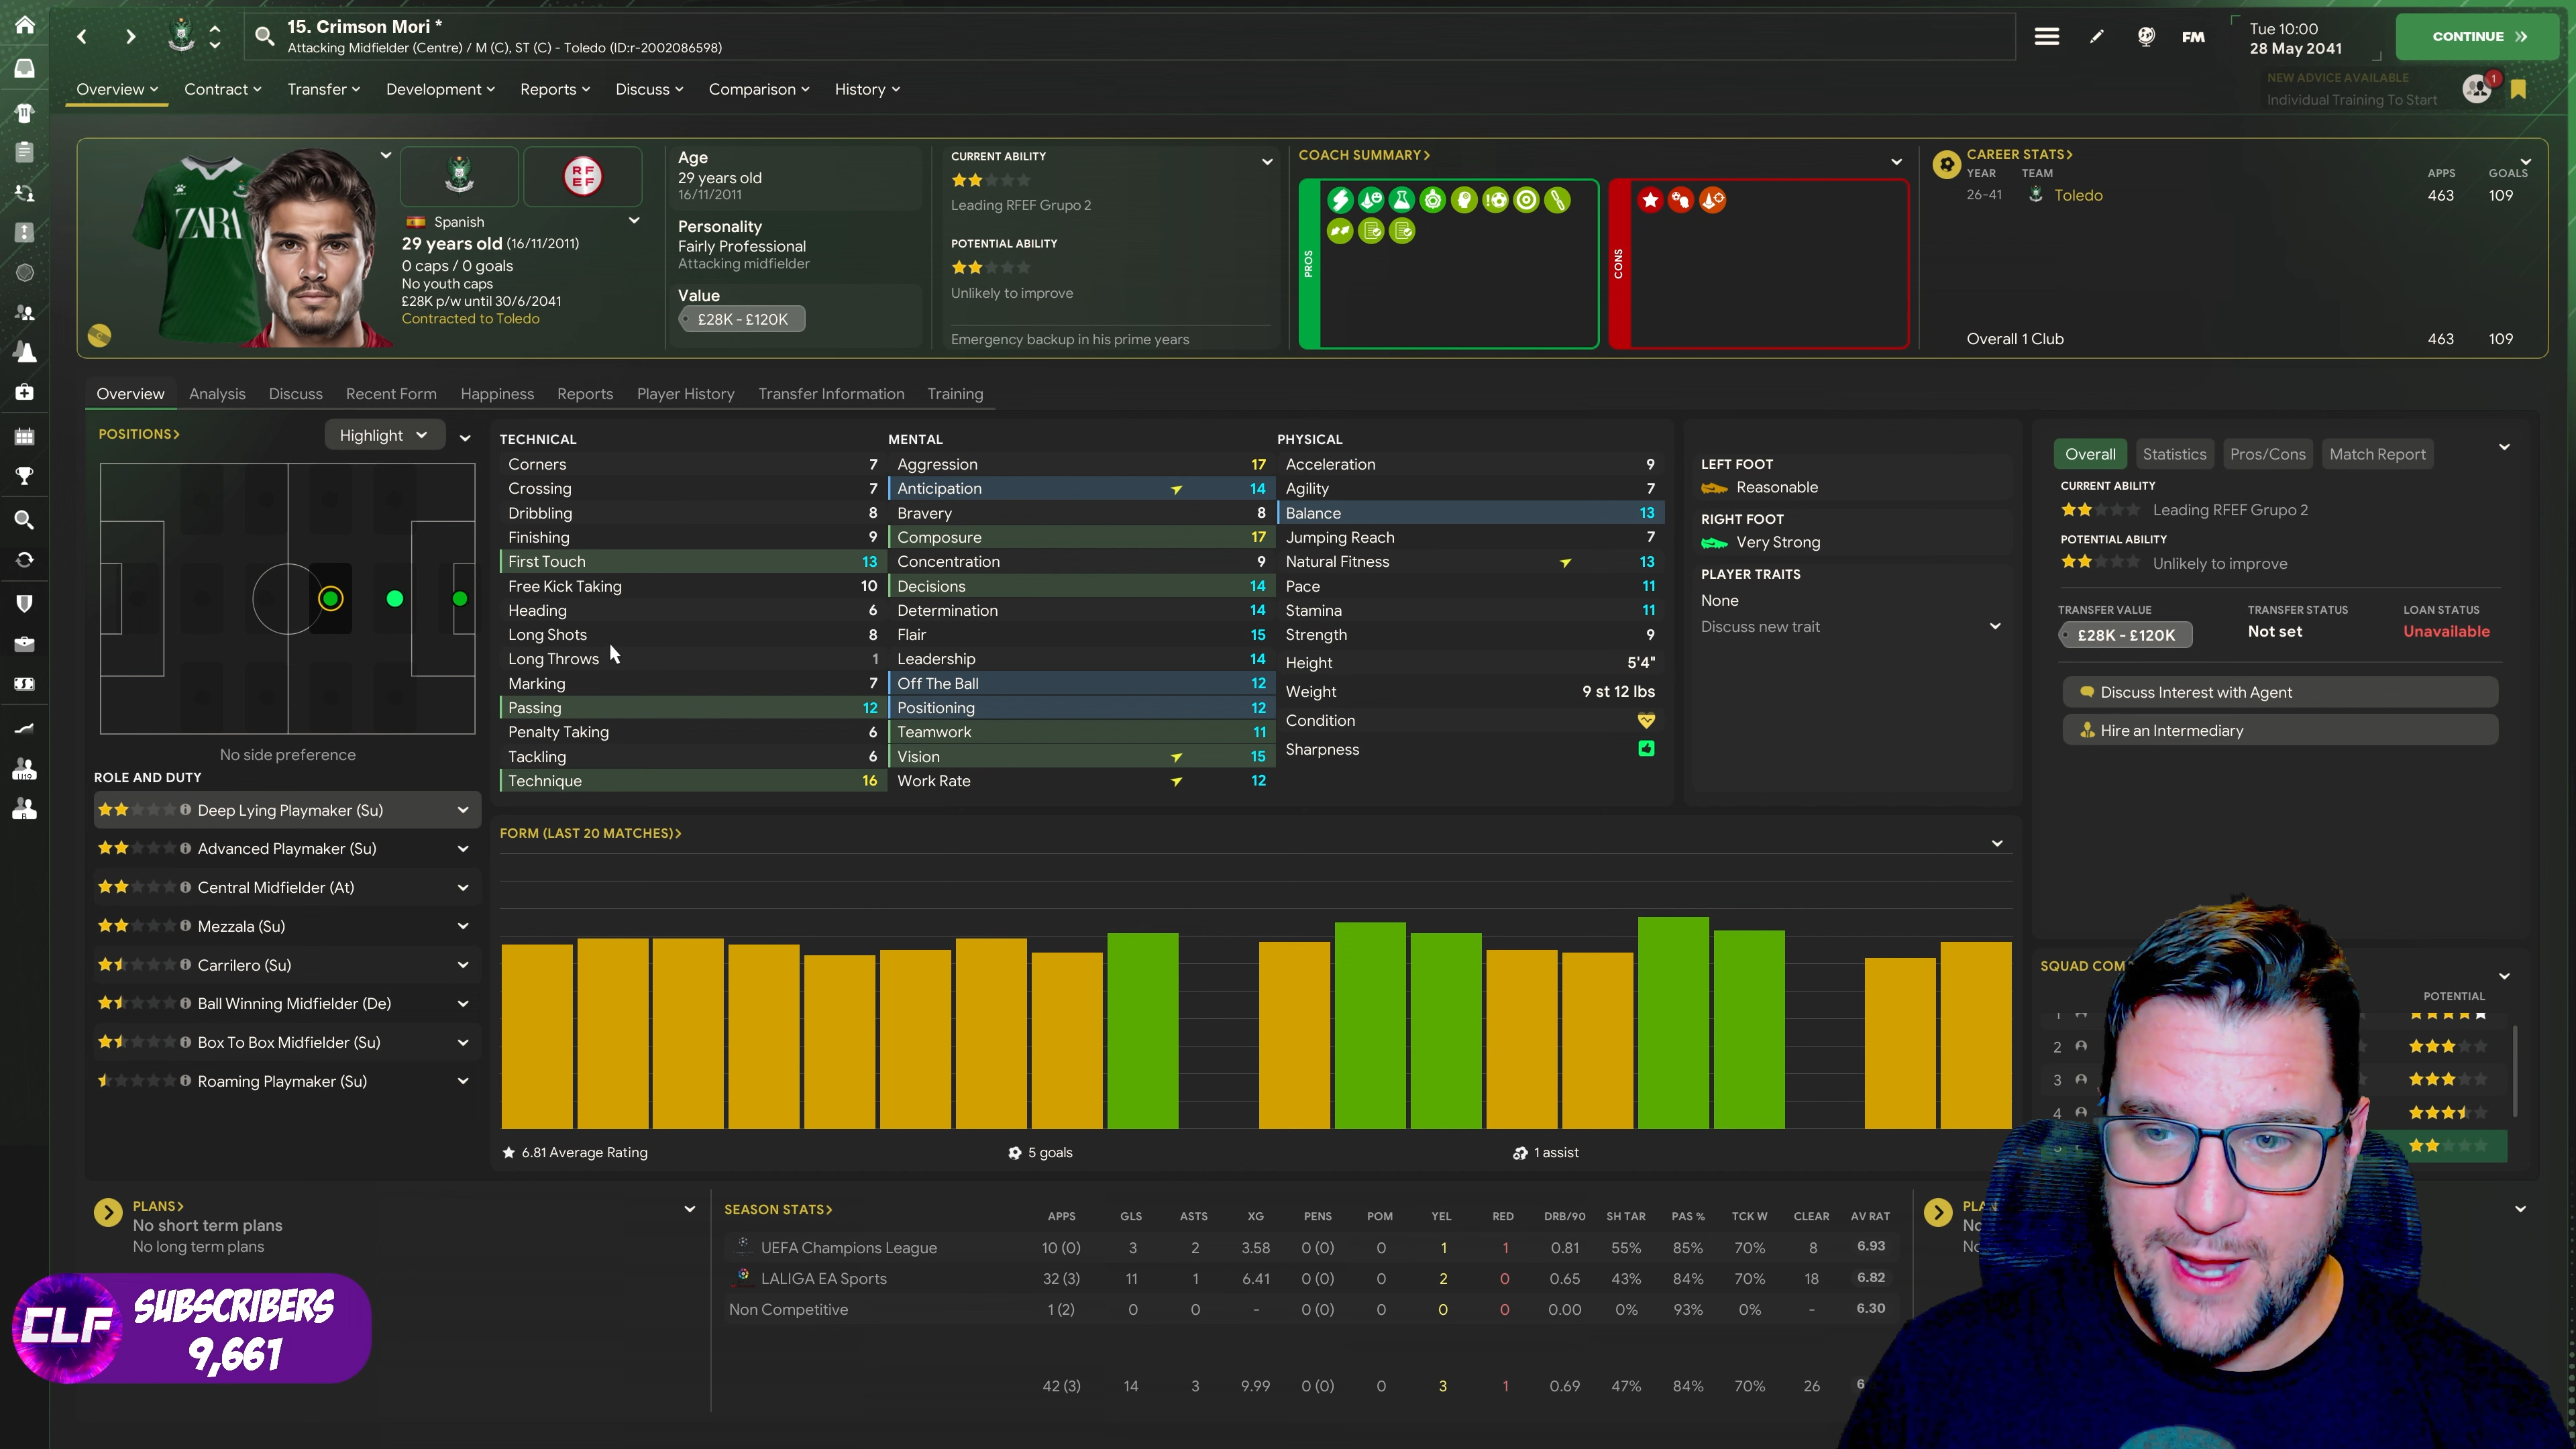 15. Crimson Mori *
Attacking Midfielder (Centre) / M (C), ST (C) - Toledo (ID:r-2002086598)
FM
Tue 10:00
28 May 2041
CONTINUE
Overview
Contract
Transfer
Development
Reports
Discuss
Comparison
History
NEW ADVICE AVAILABLE
Individual Training To Start
1
ZARA
RFEF
Spanish
29 years old (16/11/2011)
0 caps / 0 goals
No youth caps
£28K p/w until 30/6/2041
Contracted to Toledo
Age
29 years old
16/11/2011
Personality
Fairly Professional
Attacking midfielder
Value
£28K - £120K
CURRENT ABILITY
Leading RFEF Grupo 2
POTENTIAL ABILITY
Unlikely to improve
Emergency backup in his prime years
COACH SUMMARY>
PROS
CONS
CAREER STATS>
YEAR TEAM APPS GOALS
26-41 Toledo 463 109
Overall 1 Club 463 109
Overview
Analysis
Discuss
Recent Form
Happiness
Reports
Player History
Transfer Information
Training
POSITIONS>
Highlight
No side preference
ROLE AND DUTY
Deep Lying Playmaker (Su)
Advanced Playmaker (Su)
Central Midfielder (At)
Mezzala (Su)
Carrilero (Su)
Ball Winning Midfielder (De)
Box To Box Midfielder (Su)
Roaming Playmaker (Su)
TECHNICAL
Corners 7
Crossing 7
Dribbling 8
Finishing 9
First Touch 13
Free Kick Taking 10
Heading 6
Long Shots 8
Long Throws 1
Marking 7
Passing 12
Penalty Taking 6
Tackling 6
Technique 16
MENTAL
Aggression 17
Anticipation 14
Bravery 8
Composure 17
Concentration 9
Decisions 14
Determination 14
Flair 15
Leadership 14
Off The Ball 12
Positioning 12
Teamwork 11
Vision 15
Work Rate 12
PHYSICAL
Acceleration 9
Agility 7
Balance 13
Jumping Reach 7
Natural Fitness 13
Pace 11
Stamina 11
Strength 9
Height 5'4"
Weight 9 st 12 lbs
Condition
Sharpness
LEFT FOOT
Reasonable
RIGHT FOOT
Very Strong
PLAYER TRAITS
None
Discuss new trait
Overall
Statistics
Pros/Cons
Match Report
CURRENT ABILITY
Leading RFEF Grupo 2
POTENTIAL ABILITY
Unlikely to improve
TRANSFER VALUE
£28K - £120K
TRANSFER STATUS
Not set
LOAN STATUS
Unavailable
Discuss Interest with Agent
Hire an Intermediary
FORM (LAST 20 MATCHES)>
6.81 Average Rating
5 goals
1 assist
SQUAD COM
POTENTIAL
1
2
3
4
PLANS>
No short term plans
No long term plans
SEASON STATS>
APPS GLS ASTS XG PENS POM YEL RED DRB/90 SH TAR PAS % TCK W CLEAR AV RAT
UEFA Champions League 10 (0) 3 2 3.58 0 (0) 0 1 1 0.81 55% 85% 70% 8 6.93
LALIGA EA Sports 32 (3) 11 1 6.41 0 (0) 0 2 0 0.65 43% 84% 70% 18 6.82
Non Competitive 1 (2) 0 0 - 0 (0) 0 0 0 0.00 0% 93% 0% - 6.30
42 (3) 14 3 9.99 0 (0) 0 3 1 0.69 47% 84% 70% 26
PLA
CLF
SUBSCRIBERS
9,661
11
U19
B